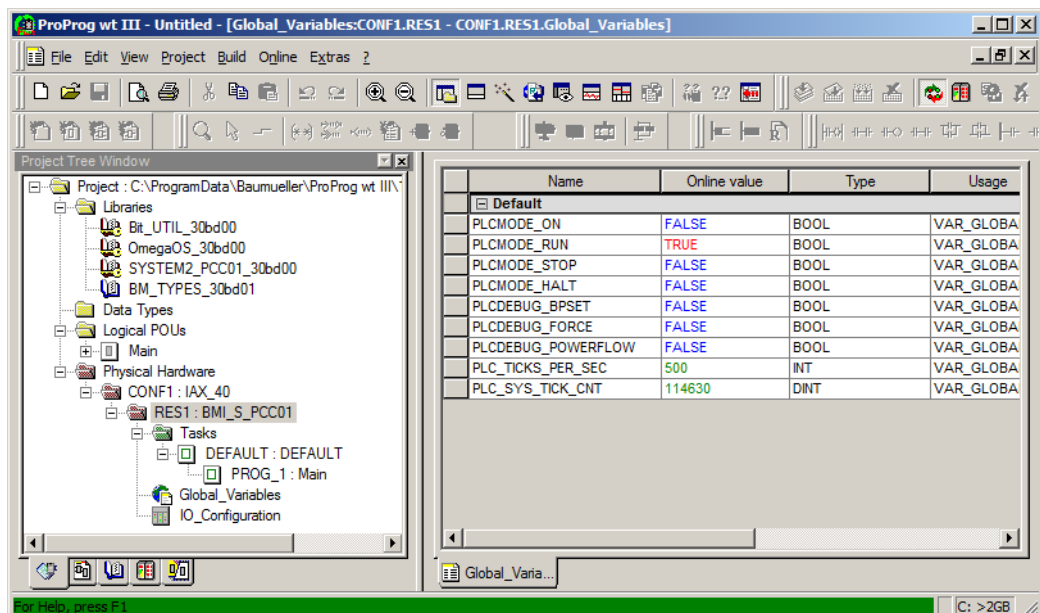 ProProg wt III - Untitled - [Global_Variables:CONF1.RES1 - CONF1.RES1.Global_Variables]
File Edit View Project Build Online Extras ?
Project Tree Window
Project : C:\ProgramData\Baumueller\ProProg wt III\
Libraries
Bit_UTIL_30bd00
OmegaOS_30bd00
SYSTEM2_PCC01_30bd00
BM_TYPES_30bd01
Data Types
Logical POUs
Main
Physical Hardware
CONF1 : IAX_40
RES1 : BMI_S_PCC01
Tasks
DEFAULT : DEFAULT
PROG_1 : Main
Global_Variables
IO_Configuration
Name Online value Type Usage
Default
PLCMODE_ON FALSE BOOL VAR_GLOBA
PLCMODE_RUN TRUE BOOL VAR_GLOBA
PLCMODE_STOP FALSE BOOL VAR_GLOBA
PLCMODE_HALT FALSE BOOL VAR_GLOBA
PLCDEBUG_BPSET FALSE BOOL VAR_GLOBA
PLCDEBUG_FORCE FALSE BOOL VAR_GLOBA
PLCDEBUG_POWERFLOW FALSE BOOL VAR_GLOBA
PLC_TICKS_PER_SEC 500 INT VAR_GLOBA
PLC_SYS_TICK_CNT 114630 DINT VAR_GLOBA
Global_Varia...
For Help, press F1
C: >2GB